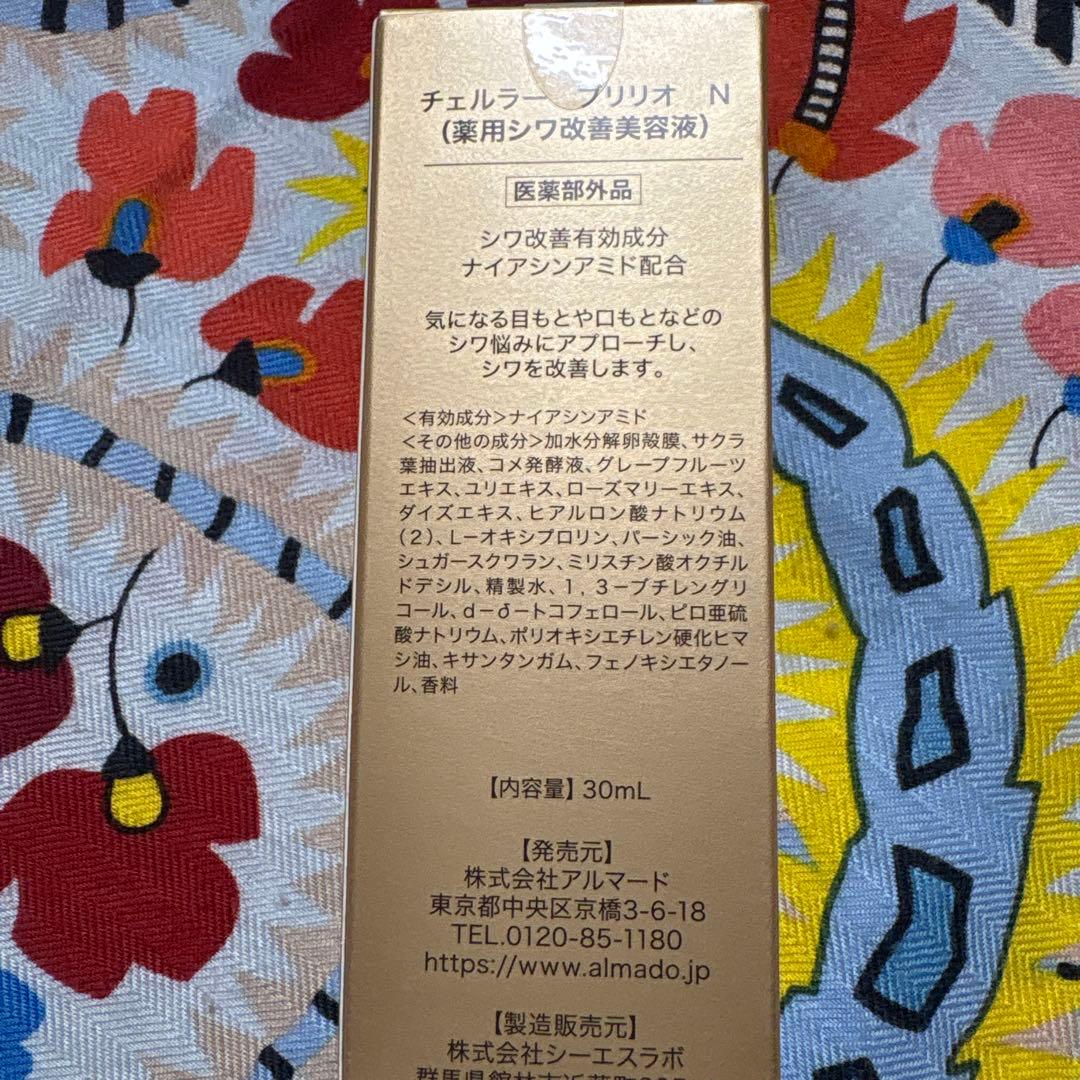 チェルラー ブリリオ N
(薬用シワ改善美容液)
医薬部外品
シワ改善有効成分
ナイアシンアミド配合
気になる目もとや口もとなどの
シワ悩みにアプローチし、
シワを改善します。
<有効成分>ナイアシンアミド
<その他の成分>加水分解卵殻膜、サクラ
葉抽出液、コメ発酵液、グレープフルーツ
エキス、ユリエキス、ローズマリーエキス、
ダイズエキス、ヒアルロン酸ナトリウム
(2)、L-オキシプロリン、パーシック油、
シュガースクワラン、ミリスチン酸オクチル
ドデシル、精製水、1,3-ブチレングリ
コール、d-δ-トコフェロール、ピロ亜硫
酸ナトリウム、ポリオキシエチレン硬化ヒマ
シ油、キサンタンガム、フェノキシエタノー
ル、香料
【内容量】30mL
【発売元】
株式会社アルマード
東京都中央区京橋3-6-18
TEL.0120-85-1180
https://www.almado.jp
【製造販売元】
株式会社シーエスラボ